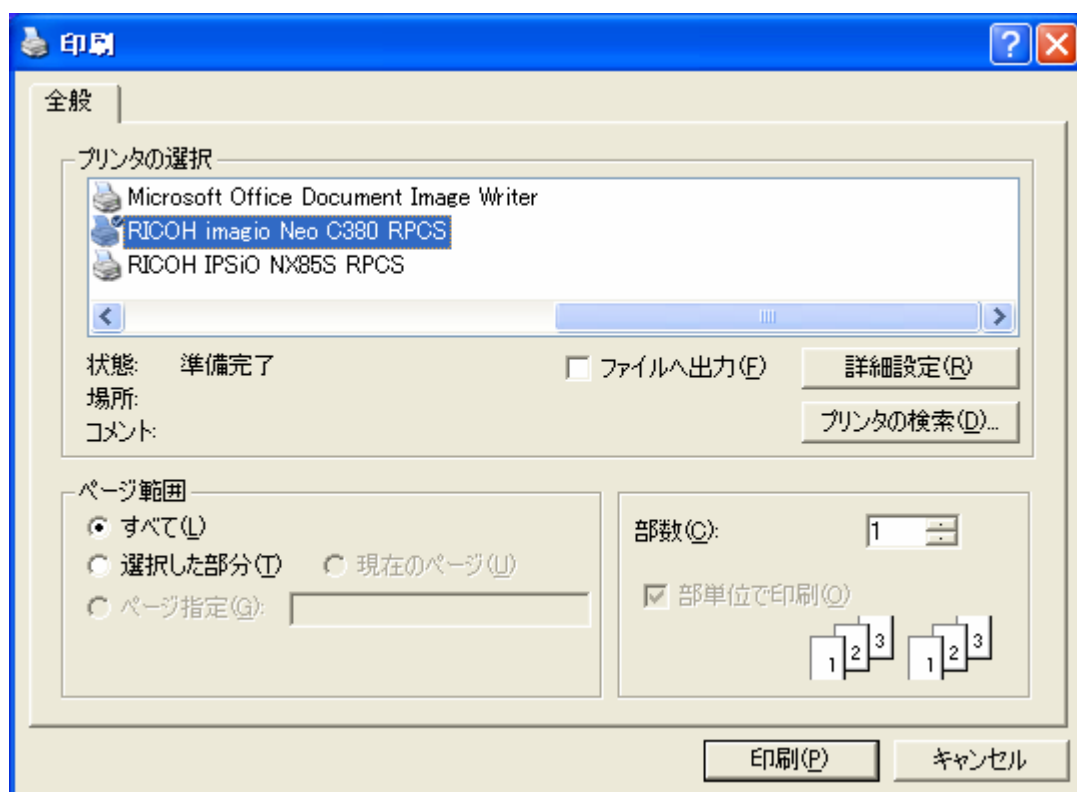 印刷
全般
プリンタの選択
Microsoft Office Document Image Writer
RICOH imagio Neo C380 RPCS
RICOH IPSiO NX85S RPCS
状態: 準備完了
ファイルへ出力(F)
詳細設定(R)
場所:
コメント:
プリンタの検索(D)...
ページ範囲
すべて(L)
選択した部分(T) 現在のページ(U)
ページ指定(G):
部数(C): 1
部単位で印刷(O)
1 2 3 1 2 3
印刷(P) キャンセル